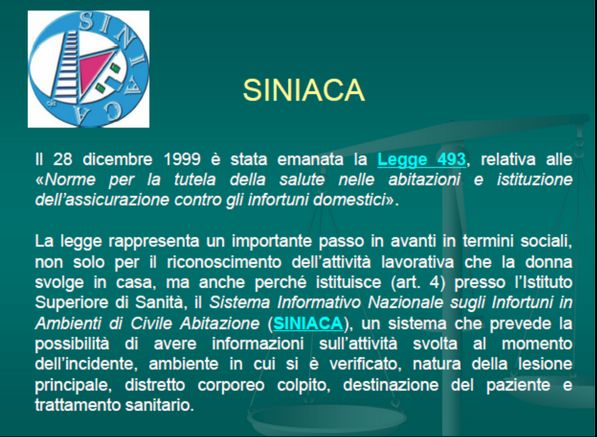 SINIACA
SINIACA
Il 28 dicembre 1999 è stata emanata la Legge 493, relativa alle
«Norme per la tutela della salute nelle abitazioni e istituzione
dell'assicurazione contro gli infortuni domestici».
La legge rappresenta un importante passo in avanti in termini sociali,
non solo per il riconoscimento dell'attività lavorativa che la donna
svolge in casa, ma anche perché istituisce (art. 4) presso l'Istituto
Superiore di Sanità, il Sistema Informativo Nazionale sugli Infortuni in
Ambienti di Civile Abitazione (SINIACA), un sistema che prevede la
possibilità di avere informazioni sull'attività svolta al momento
dell'incidente, ambiente in cui si è verificato, natura della lesione
principale, distretto corporeo colpito, destinazione del paziente e
trattamento sanitario.